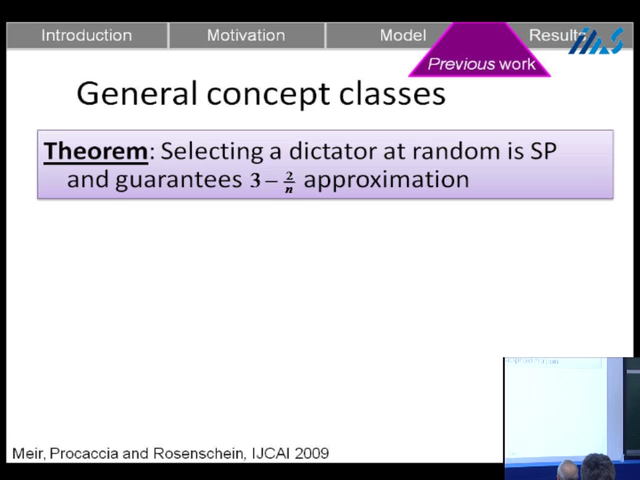 Introduction
Motivation
Model
Results
Previous work
General concept classes
Theorem: Selecting a dictator at random is SP
and guarantees 3 − 2/n approximation
Meir, Procaccia and Rosenschein, IJCAI 2009